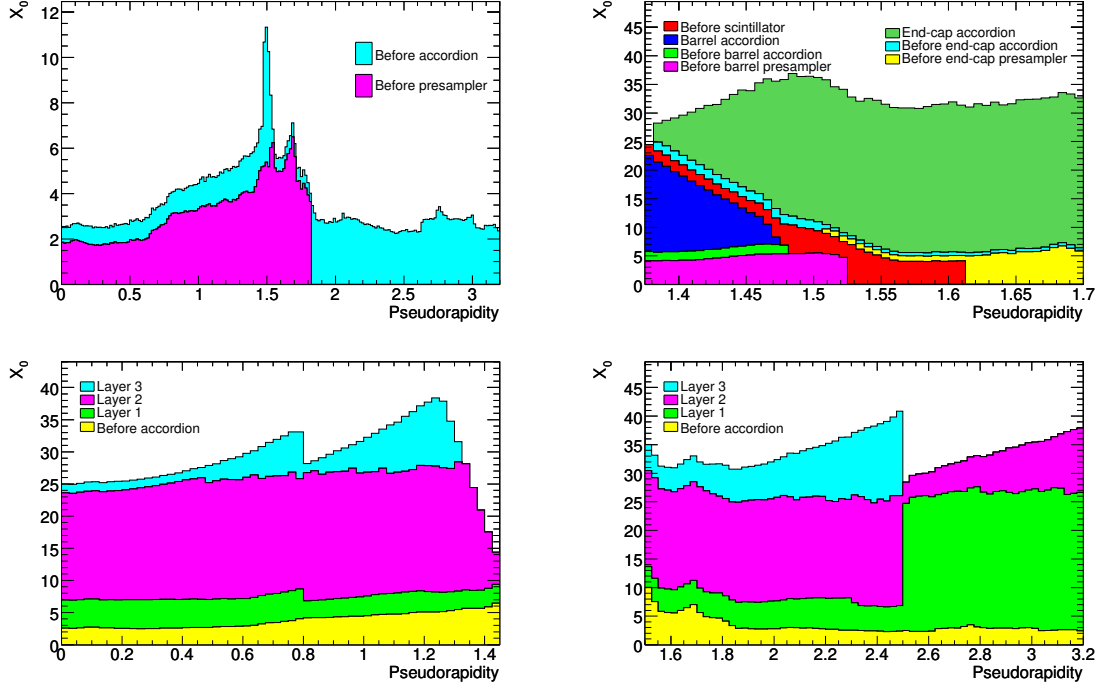 X0
12
10
8
6
4
2
0
Before accordion
Before presampler
0 0.5 1 1.5 2 2.5 3
Pseudorapidity
X0
45
40
35
30
25
20
15
10
5
0
Before scintillator
Barrel accordion
Before barrel accordion
Before barrel presampler
End-cap accordion
Before end-cap accordion
Before end-cap presampler
1.4 1.45 1.5 1.55 1.6 1.65 1.7
Pseudorapidity
X0
40
35
30
25
20
15
10
5
0
Layer 3
Layer 2
Layer 1
Before accordion
0 0.2 0.4 0.6 0.8 1 1.2 1.4
Pseudorapidity
X0
45
40
35
30
25
20
15
10
5
0
Layer 3
Layer 2
Layer 1
Before accordion
1.6 1.8 2 2.2 2.4 2.6 2.8 3 3.2
Pseudorapidity